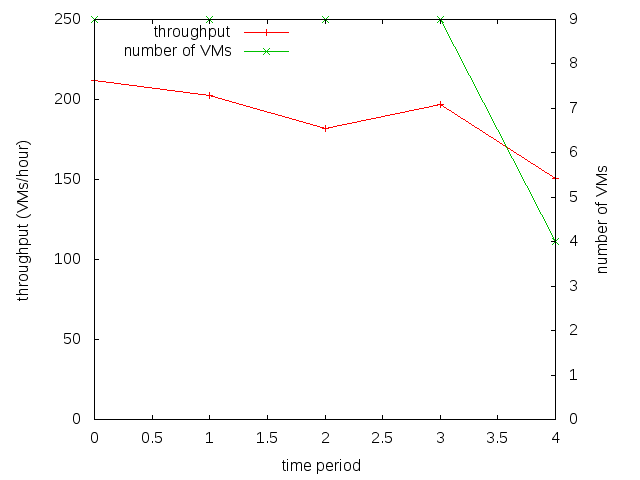 throughput
number of VMs
250
200
150
100
50
0
throughput (VMs/hour)
9
8
7
6
5
4
3
2
1
0
number of VMs
0 0.5 1 1.5 2 2.5 3 3.5 4
time period